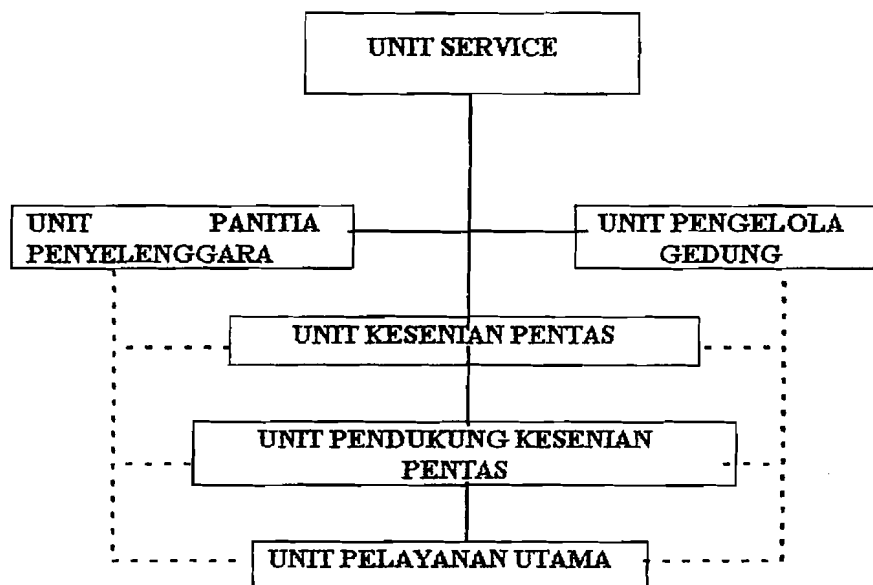 UNIT SERVICE
UNIT PANITIA
PENYELENGGARA
UNIT PENGELOLA
GEDUNG
UNIT KESENIAN PENTAS
UNIT PENDUKUNG KESENIAN
PENTAS
UNIT PELAYANAN UTAMA